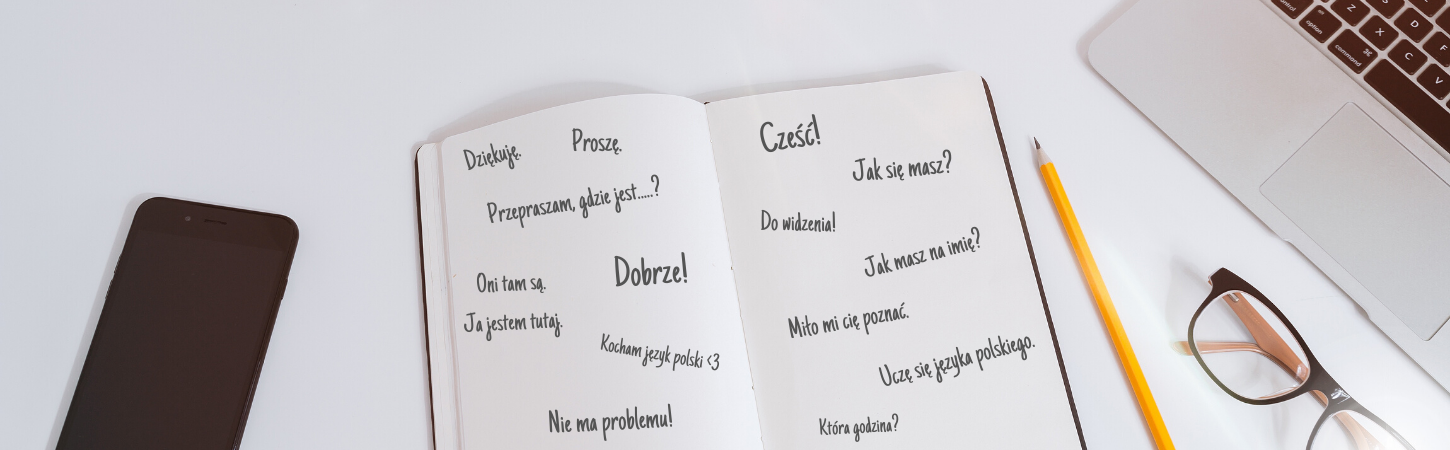 Dziękuję.
Proszę.
Przepraszam, gdzie jest.....?
Dobrze!
Oni tam są.
Ja jestem tutaj.
Kocham język polski <3
Nie ma problemu!
Cześć!
Jak się masz?
Do widzenia!
Jak masz na imię?
Miło mi cię poznać.
Uczę się języka polskiego.
Która godzina?
Z
S
D
F
option
X
command ⌘
C
V